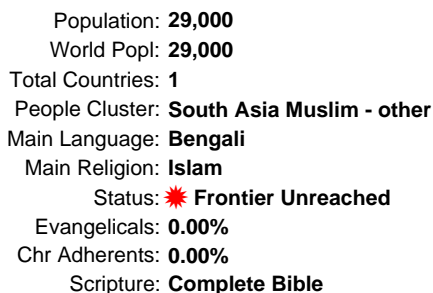 Population: 29,000
World Popl: 29,000
Total Countries: 1
People Cluster: South Asia Muslim - other
Main Language: Bengali
Main Religion: Islam
Status: Frontier Unreached
Evangelicals: 0.00%
Chr Adherents: 0.00%
Scripture: Complete Bible